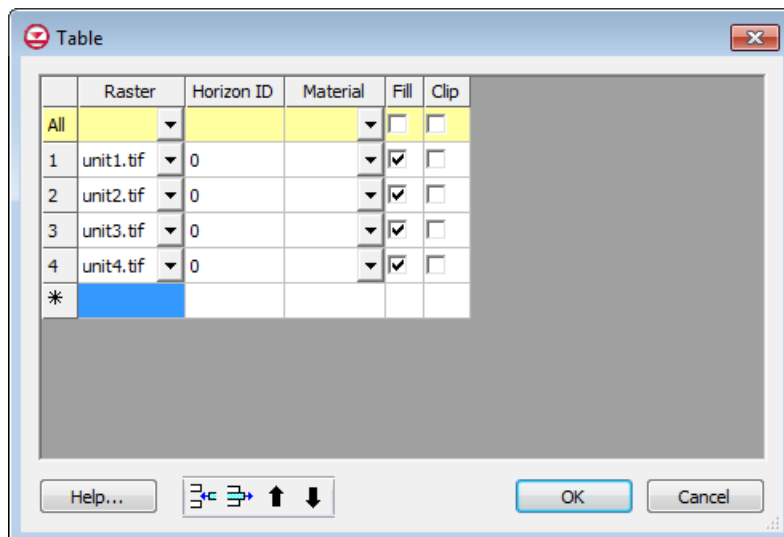 Table
Raster Horizon ID Material Fill Clip
All
1 unit1.tif 0
2 unit2.tif 0
3 unit3.tif 0
4 unit4.tif 0
*
Help... OK Cancel